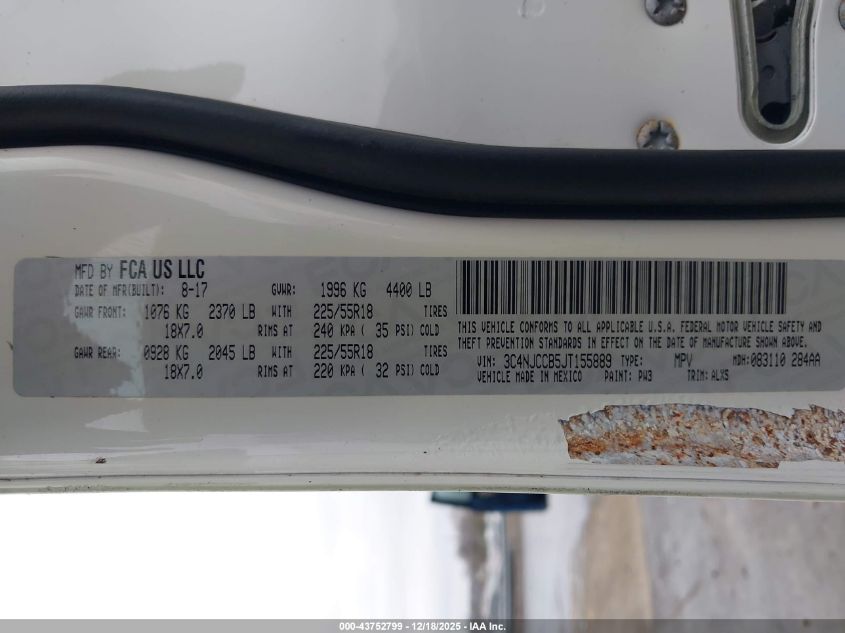 MFD BY FCA US LLC
DATE OF MFR(BUILT): 8-17 GVWR: 1996 KG 4400 LB
GAWR FRONT: 1076 KG 2370 LB WITH 225/55R18 TIRES
18X7.0 RIMS AT 240 KPA ( 35 PSI) COLD
GAWR REAR: 0928 KG 2045 LB WITH 225/55R18 TIRES
18X7.0 RIMS AT 220 KPA ( 32 PSI) COLD
THIS VEHICLE CONFORMS TO ALL APPLICABLE U.S.A. FEDERAL MOTOR VEHICLE SAFETY AND
THEFT PREVENTION STANDARDS IN EFFECT ON THE DATE OF MANUFACTURE SHOWN ABOVE.
VIN: 3C4NJCCB5JT155889 TYPE: MPV MDH:083110 284AA
VEHICLE MADE IN MEXICO PAINT: PW3 TRIM: ALXS
000-43752799 - 12/18/2025 - IAA Inc.